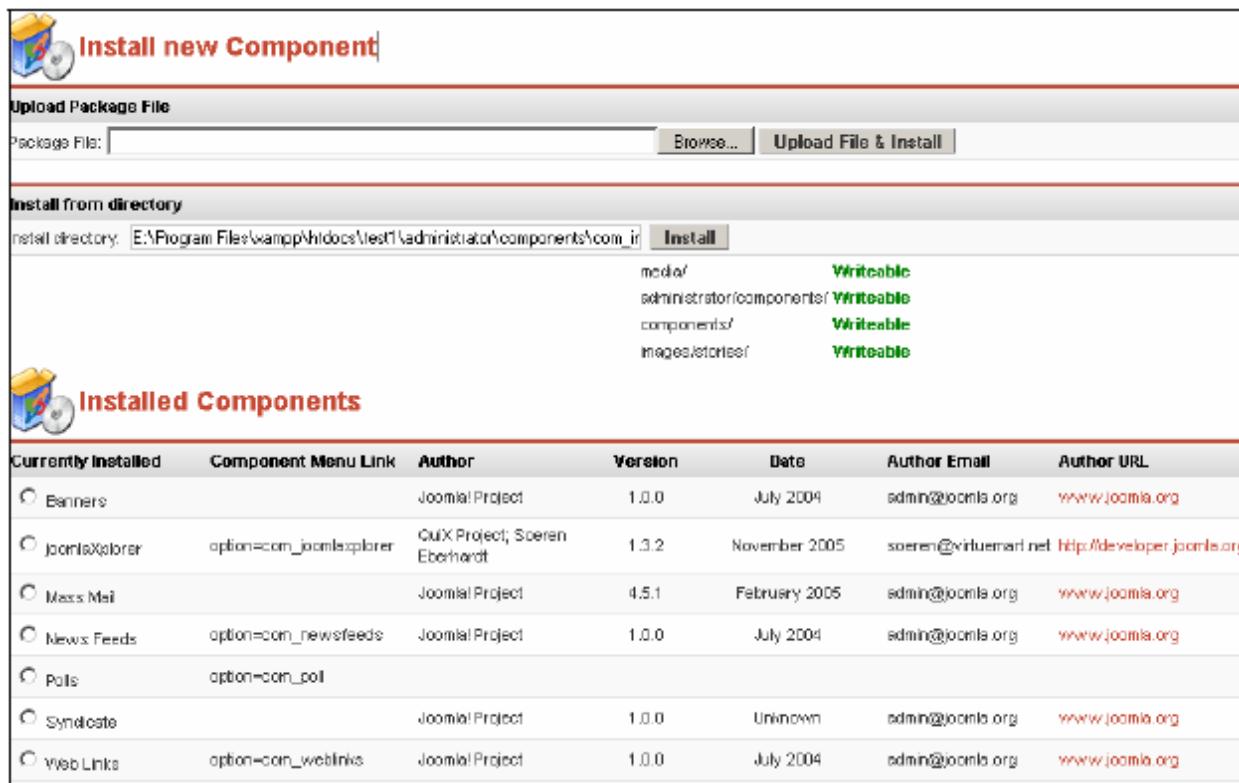 Install new Component
Upload Package File
Package File: Browse... Upload File & Install
Install from directory
Install directory: E:\Program Files\xampp\htdocs\test1\administrator\components\com_in Install
media/ Writeable
administrator/components/ Writeable
components/ Writeable
images/stories/ Writeable
Installed Components
Currently Installed Component Menu Link Author Version Date Author Email Author URL
Banners Joomla! Project 1.0.0 July 2004 admin@joomla.org www.joomla.org
joomlaXplorer option=com_joomlaxplorer QuiX Project; Soeren Eberhardt 1.3.2 November 2005 soeren@virtuemart.net http://developer.joomla.org
Mass Mail Joomla! Project 4.5.1 February 2005 admin@joomla.org www.joomla.org
News Feeds option=com_newsfeeds Joomla! Project 1.0.0 July 2004 admin@joomla.org www.joomla.org
Polls option=com_poll
Syndicate Joomla! Project 1.0.0 Unknown admin@joomla.org www.joomla.org
Web Links option=com_weblinks Joomla! Project 1.0.0 July 2004 admin@joomla.org www.joomla.org